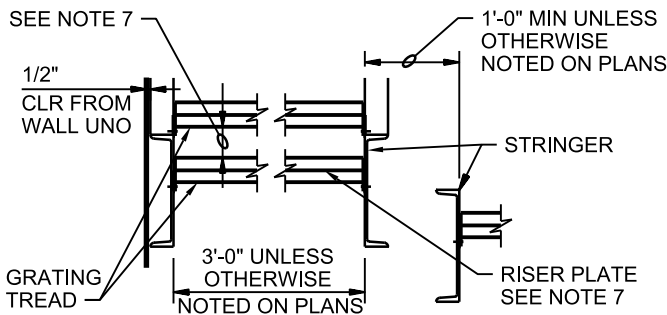 SEE NOTE 7
1'-0" MIN UNLESS
OTHERWISE
NOTED ON PLANS
1/2"
CLR FROM
WALL UNO
STRINGER
GRATING
TREAD
3'-0" UNLESS
OTHERWISE
NOTED ON PLANS
RISER PLATE
SEE NOTE 7